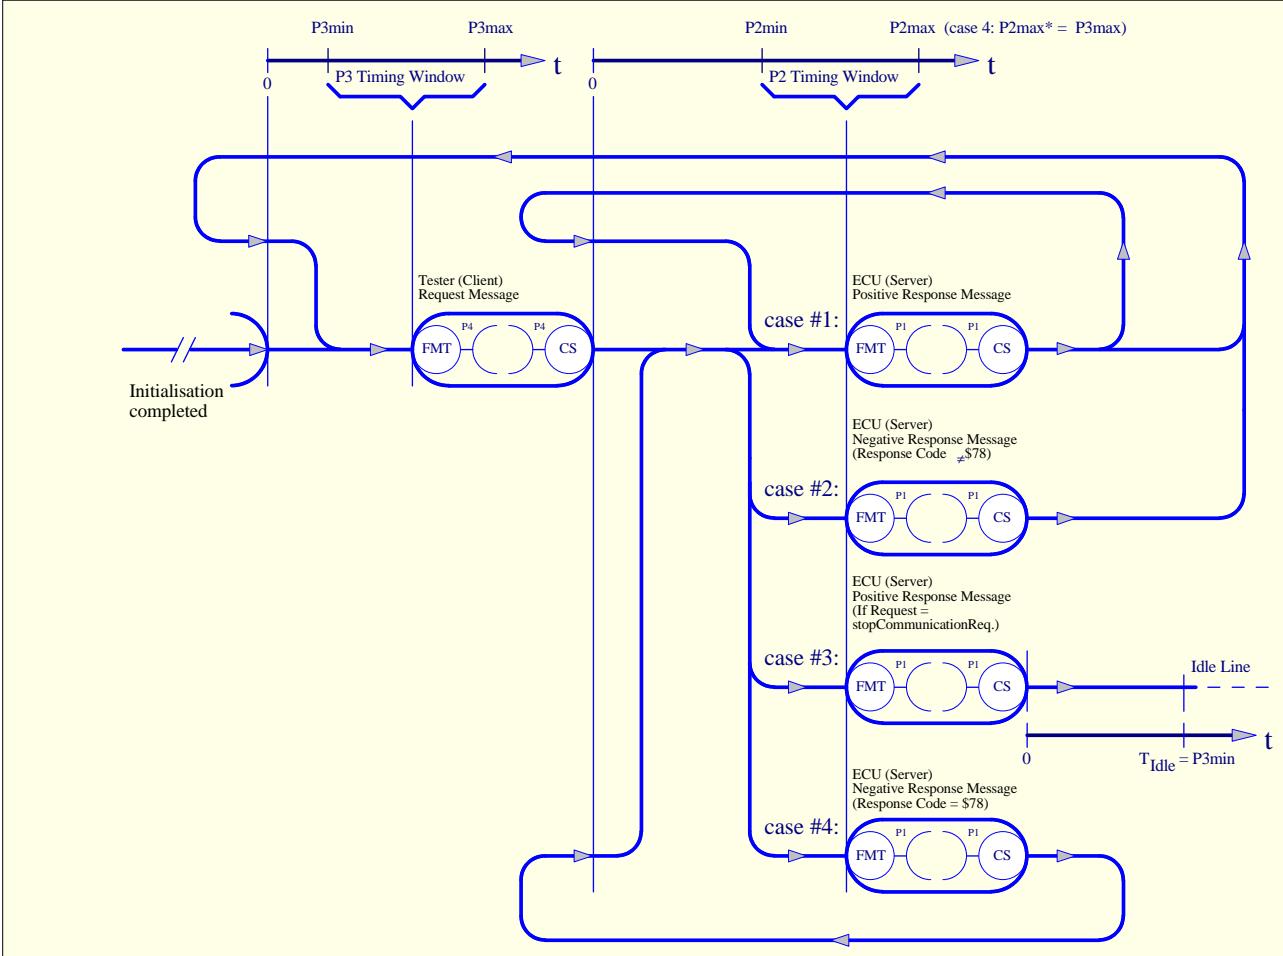 P3min
P3max
P2min
P2max (case 4: P2max* = P3max)
t
t
0
P3 Timing Window
0
P2 Timing Window
Tester (Client)
Request Message
ECU (Server)
Positive Response Message
case #1:
P4
P4
P1
P1
FMT
CS
FMT
CS
Initialisation
completed
ECU (Server)
Negative Response Message
(Response Code ≠$78)
case #2:
P1
P1
FMT
CS
ECU (Server)
Positive Response Message
(If Request =
stopCommunicationReq.)
case #3:
P1
P1
Idle Line
FMT
CS
t
0
TIdle = P3min
ECU (Server)
Negative Response Message
(Response Code = $78)
case #4:
P1
P1
FMT
CS